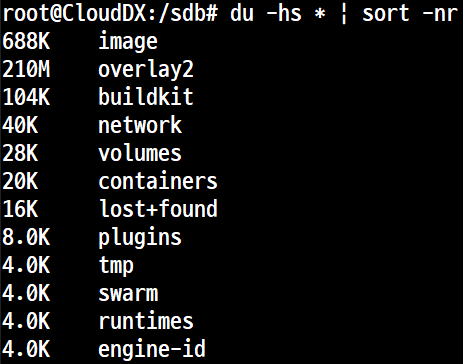 root@CloudDX:/sdb# du -hs * | sort -nr
688K    image
210M    overlay2
104K    buildkit
40K     network
28K     volumes
20K     containers
16K     lost+found
8.0K    plugins
4.0K    tmp
4.0K    swarm
4.0K    runtimes
4.0K    engine-id